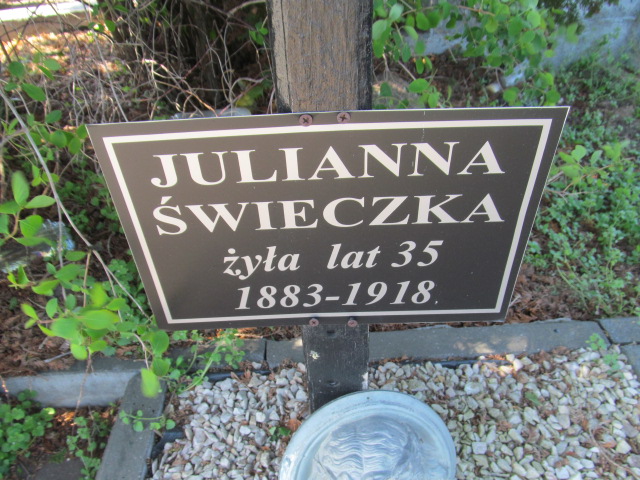 JULIANNA
ŚWIECZKA
żyła lat 35
1883-1918.